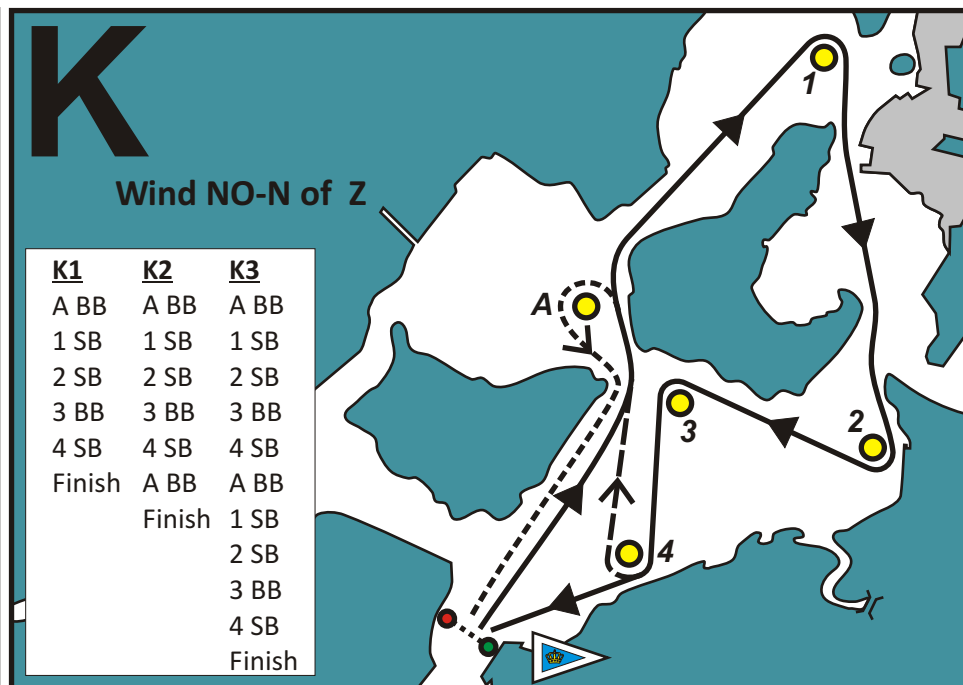 K
Wind NO-N of Z
K1 K2 K3
A BB A BB A BB
1 SB 1 SB 1 SB
2 SB 2 SB 2 SB
3 BB 3 BB 3 BB
4 SB 4 SB 4 SB
Finish A BB A BB
Finish 1 SB
2 SB
3 BB
4 SB
Finish
1
A
3
2
4